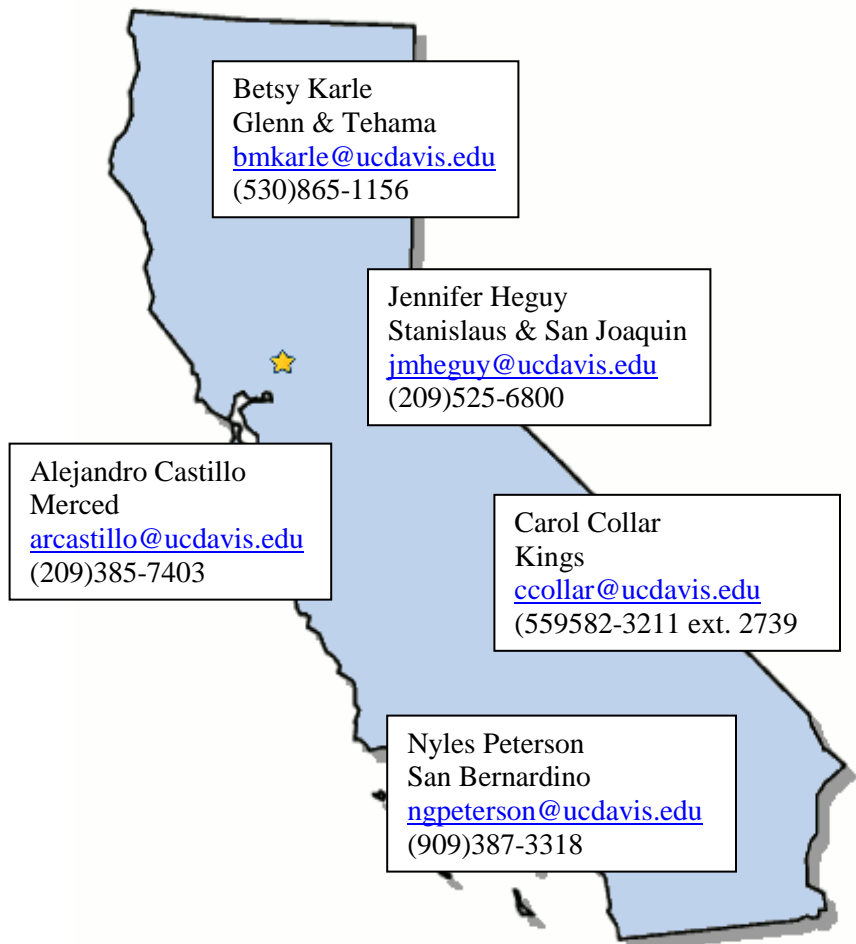 Betsy Karle
Glenn & Tehama
bmkarle@ucdavis.edu
(530)865-1156
Jennifer Heguy
Stanislaus & San Joaquin
jmheguy@ucdavis.edu
(209)525-6800
Alejandro Castillo
Merced
arcastillo@ucdavis.edu
(209)385-7403
Carol Collar
Kings
ccollar@ucdavis.edu
(559582-3211 ext. 2739
Nyles Peterson
San Bernardino
ngpeterson@ucdavis.edu
(909)387-3318